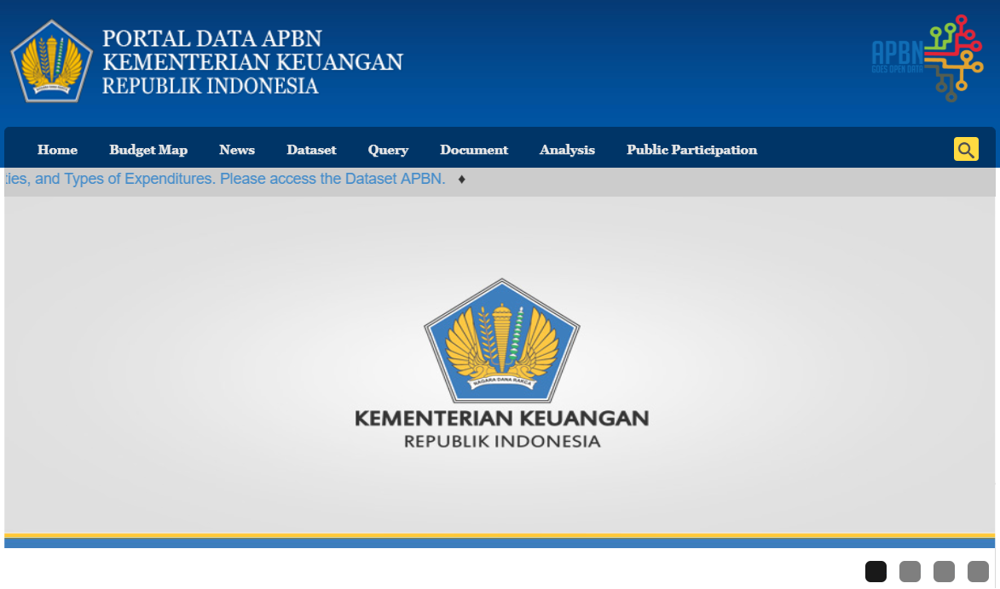 PORTAL DATA APBN
KEMENTERIAN KEUANGAN
REPUBLIK INDONESIA
APBN
GOES OPEN DATA
Home Budget Map News Dataset Query Document Analysis Public Participation
ties, and Types of Expenditures. Please access the Dataset APBN. ♦
NAGARA DANA RAKCA
KEMENTERIAN KEUANGAN
REPUBLIK INDONESIA